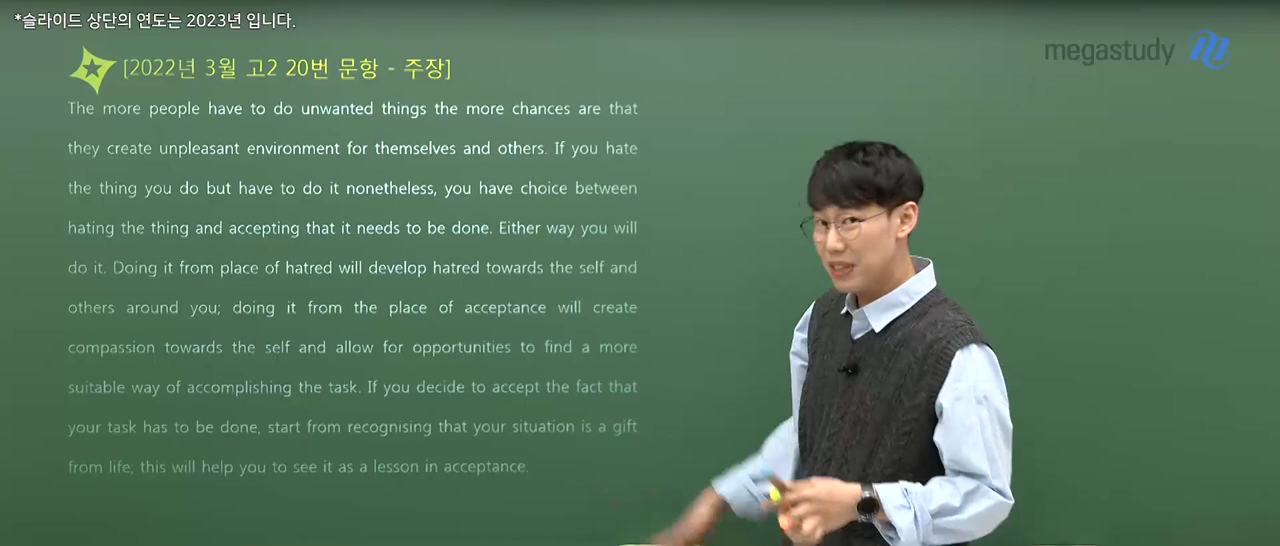 *슬라이드 상단의 연도는 2023년 입니다.
megastudy
[2022년 3월 고2 20번 문항 - 주장]
The more people have to do unwanted things the more chances are that
they create unpleasant environment for themselves and others. If you hate
the thing you do but have to do it nonetheless, you have choice between
hating the thing and accepting that it needs to be done. Either way you will
do it. Doing it from place of hatred will develop hatred towards the self and
others around you; doing it from the place of acceptance will create
compassion towards the self and allow for opportunities to find a more
suitable way of accomplishing the task. If you decide to accept the fact that
your task has to be done, start from recognising that your situation is a gift
from life; this will help you to see it as a lesson in acceptance.